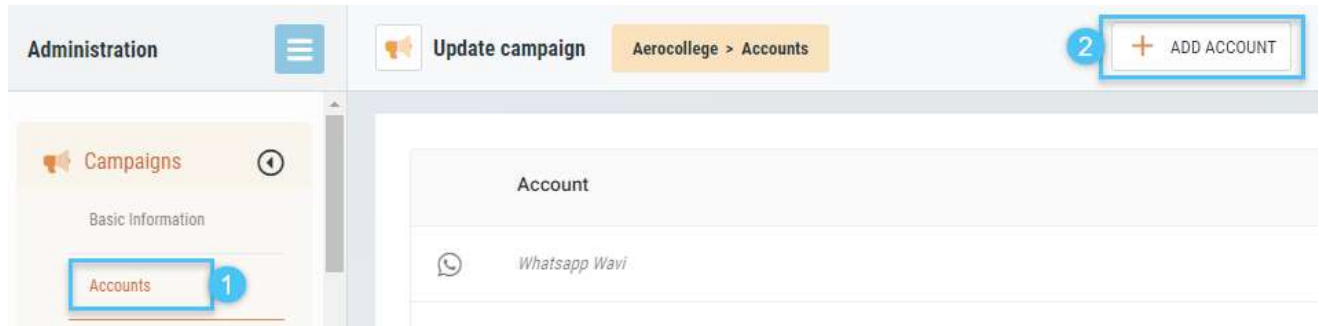 Administration
Update campaign
Aerocollege > Accounts
2
+ ADD ACCOUNT
Campaigns
Basic Information
Accounts
1
Account
Whatsapp Wavi